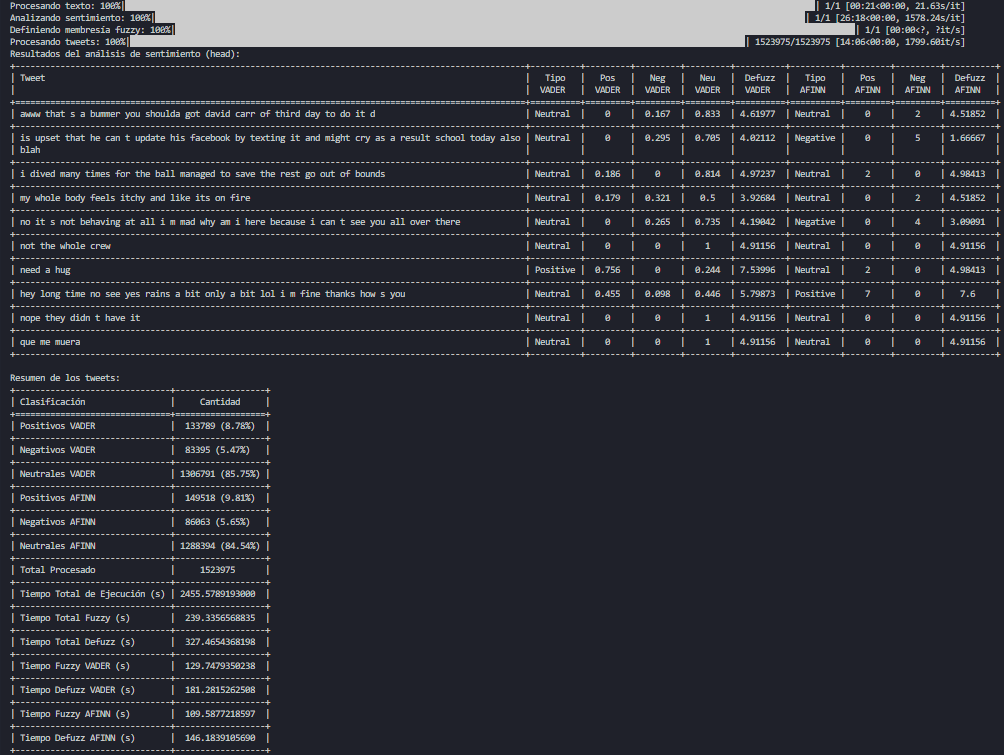 Procesando texto: 100%| | 1/1 [00:21<00:00, 21.63s/it]
Analizando sentimiento: 100%| | 1/1 [26:18<00:00, 1578.24s/it]
Definiendo membresía fuzzy: 100%| | 1/1 [00:00<?, ?it/s]
Procesando tweets: 100%| | 1523975/1523975 [14:06<00:00, 1799.60it/s]
Resultados del análisis de sentimiento (head):
| Tweet | Tipo | Pos | Neg | Neu | Defuzz | Tipo | Pos | Neg | Defuzz |
| | VADER | VADER | VADER | VADER | VADER | AFINN | AFINN | AFINN | AFINN |
| awww that s a bummer you shoulda got david carr of third day to do it d | Neutral | 0 | 0.167 | 0.833 | 4.61977 | Neutral | 0 | 2 | 4.51852 |
| is upset that he can t update his facebook by texting it and might cry as a result school today also | Neutral | 0 | 0.295 | 0.705 | 4.02112 | Negative | 0 | 5 | 1.66667 |
| blah | | | | | | | | | |
| i dived many times for the ball managed to save the rest go out of bounds | Neutral | 0.186 | 0 | 0.814 | 4.97237 | Neutral | 2 | 0 | 4.98413 |
| my whole body feels itchy and like its on fire | Neutral | 0.179 | 0.321 | 0.5 | 3.92684 | Neutral | 0 | 2 | 4.51852 |
| no it s not behaving at all i m mad why am i here because i can t see you all over there | Neutral | 0 | 0.265 | 0.735 | 4.19042 | Negative | 0 | 4 | 3.09091 |
| not the whole crew | Neutral | 0 | 0 | 1 | 4.91156 | Neutral | 0 | 0 | 4.91156 |
| need a hug | Positive | 0.756 | 0 | 0.244 | 7.53996 | Neutral | 2 | 0 | 4.98413 |
| hey long time no see yes rains a bit only a bit lol i m fine thanks how s you | Neutral | 0.455 | 0.098 | 0.446 | 5.79873 | Positive | 7 | 0 | 7.6 |
| nope they didn t have it | Neutral | 0 | 0 | 1 | 4.91156 | Neutral | 0 | 0 | 4.91156 |
| que me muera | Neutral | 0 | 0 | 1 | 4.91156 | Neutral | 0 | 0 | 4.91156 |
Resumen de los tweets:
| Clasificación | Cantidad |
| Positivos VADER | 133789 (8.78%) |
| Negativos VADER | 83395 (5.47%) |
| Neutrales VADER | 1306791 (85.75%) |
| Positivos AFINN | 149518 (9.81%) |
| Negativos AFINN | 86063 (5.65%) |
| Neutrales AFINN | 1288394 (84.54%) |
| Total Procesado | 1523975 |
| Tiempo Total de Ejecución (s) | 2455.5789193000 |
| Tiempo Total Fuzzy (s) | 239.3356568835 |
| Tiempo Total Defuzz (s) | 327.4654368198 |
| Tiempo Fuzzy VADER (s) | 129.7479350238 |
| Tiempo Defuzz VADER (s) | 181.2815262508 |
| Tiempo Fuzzy AFINN (s) | 109.5877218597 |
| Tiempo Defuzz AFINN (s) | 146.1839105690 |